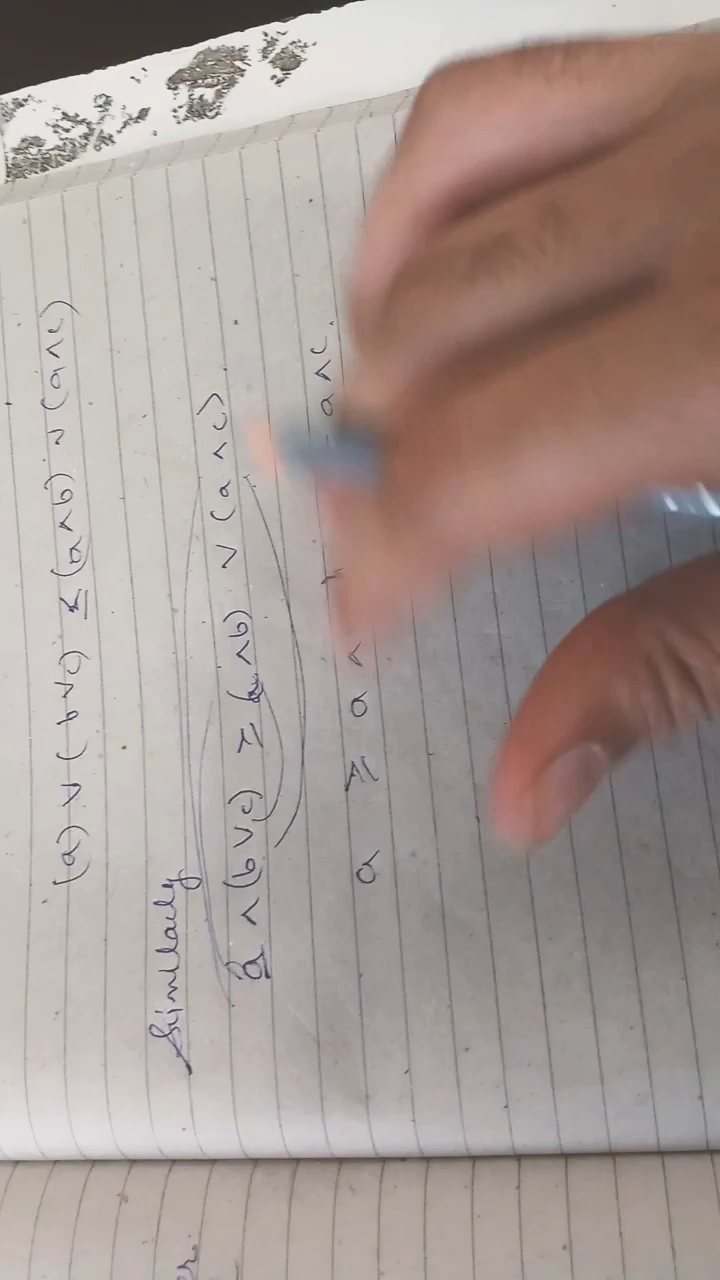 (a) ∨ (b∨c) ≤ (a∧b) ∨ (a∧c)
Similarly
a ∧ (b∨c) ≥ (a∧b) ∨ (a∧c)
a∧c.
a ≥ a ∧